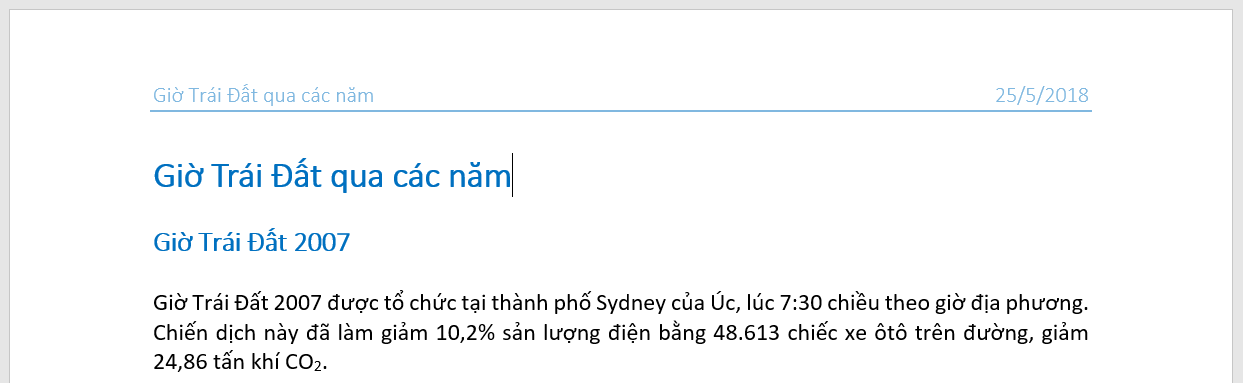 Giờ Trái Đất qua các năm 25/5/2018
Giờ Trái Đất qua các năm
Giờ Trái Đất 2007
Giờ Trái Đất 2007 được tổ chức tại thành phố Sydney của Úc, lúc 7:30 chiều theo giờ địa phương.
Chiến dịch này đã làm giảm 10,2% sản lượng điện bằng 48.613 chiếc xe ôtô trên đường, giảm
24,86 tấn khí CO₂.